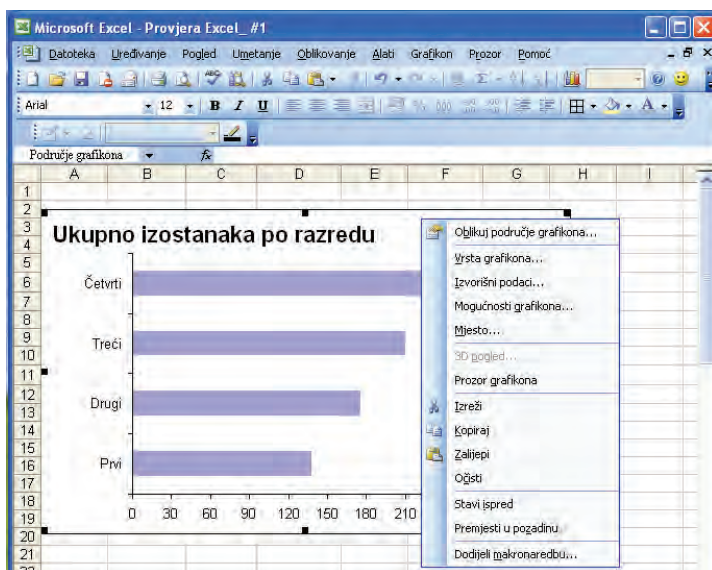 Microsoft Excel - Provjera Excel_ #1
Datoteka Uređivanje Pogled Umetanje Oblikovanje Alati Grafikon Prozor Pomoć
Arial 12 B I U
Područje grafikona fx
A B C D E F G H I
1
2
3
4
5
6
7
8
9
10
11
12
13
14
15
16
17
18
19
20
21
22
Ukupno izostanaka po razredu
Četvrti
Treći
Drugi
Prvi
0 30 60 90 120 150 180 210
Oblikuj područje grafikona...
Vrsta grafikona...
Izvorišni podaci...
Mogućnosti grafikona...
Mjesto...
3D pogled...
Prozor grafikona
Izreži
Kopiraj
Zalijepi
Očisti
Stavi ispred
Premjesti u pozadinu
Dodijeli makronaredbu...